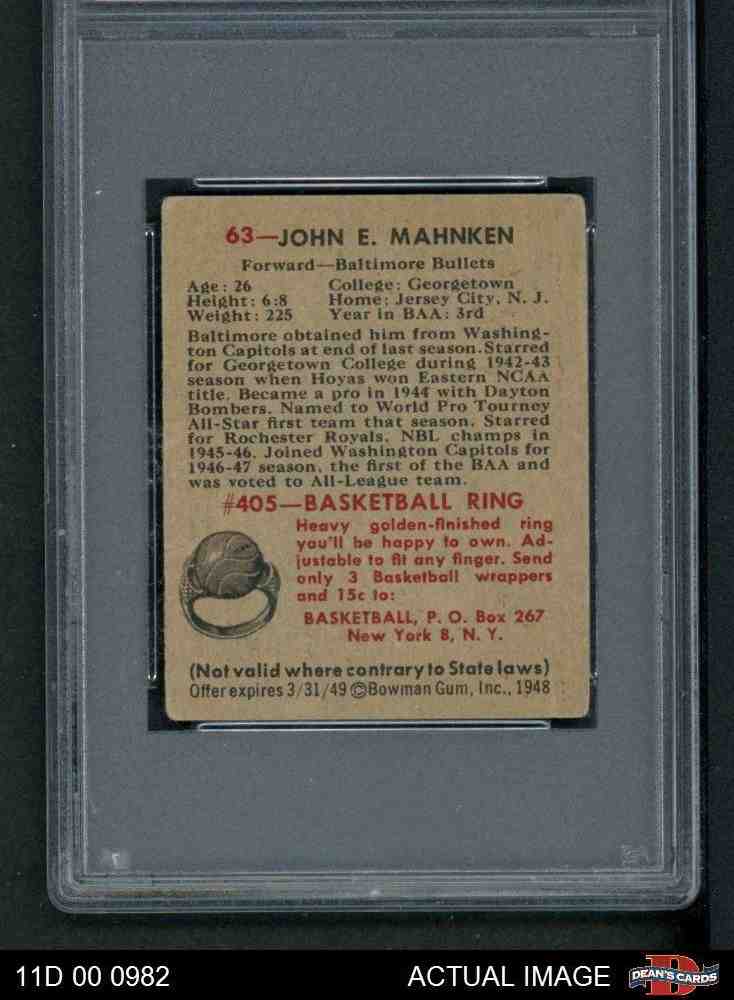 63—JOHN E. MAHNKEN
Forward—Baltimore Bullets
Age: 26 College: Georgetown
Height: 6:8 Home: Jersey City, N. J.
Weight: 225 Year in BAA: 3rd
Baltimore obtained him from Washing-
ton Capitols at end of last season. Starred
for Georgetown College during 1942-43
season when Hoyas won Eastern NCAA
title. Became a pro in 1944 with Dayton
Bombers. Named to World Pro Tourney
All-Star first team that season. Starred
for Rochester Royals, NBL champs in
1945-46. Joined Washington Capitols for
1946-47 season, the first of the BAA and
was voted to All-League team.
#405—BASKETBALL RING
Heavy golden-finished ring
you'll be happy to own. Ad-
justable to fit any finger. Send
only 3 Basketball wrappers
and 15c to:
BASKETBALL, P. O. Box 267
New York 8, N. Y.
(Not valid where contrary to State laws)
Offer expires 3/31/49 ©Bowman Gum, Inc., 1948
11D 00 0982 ACTUAL IMAGE DEAN'S CARDS